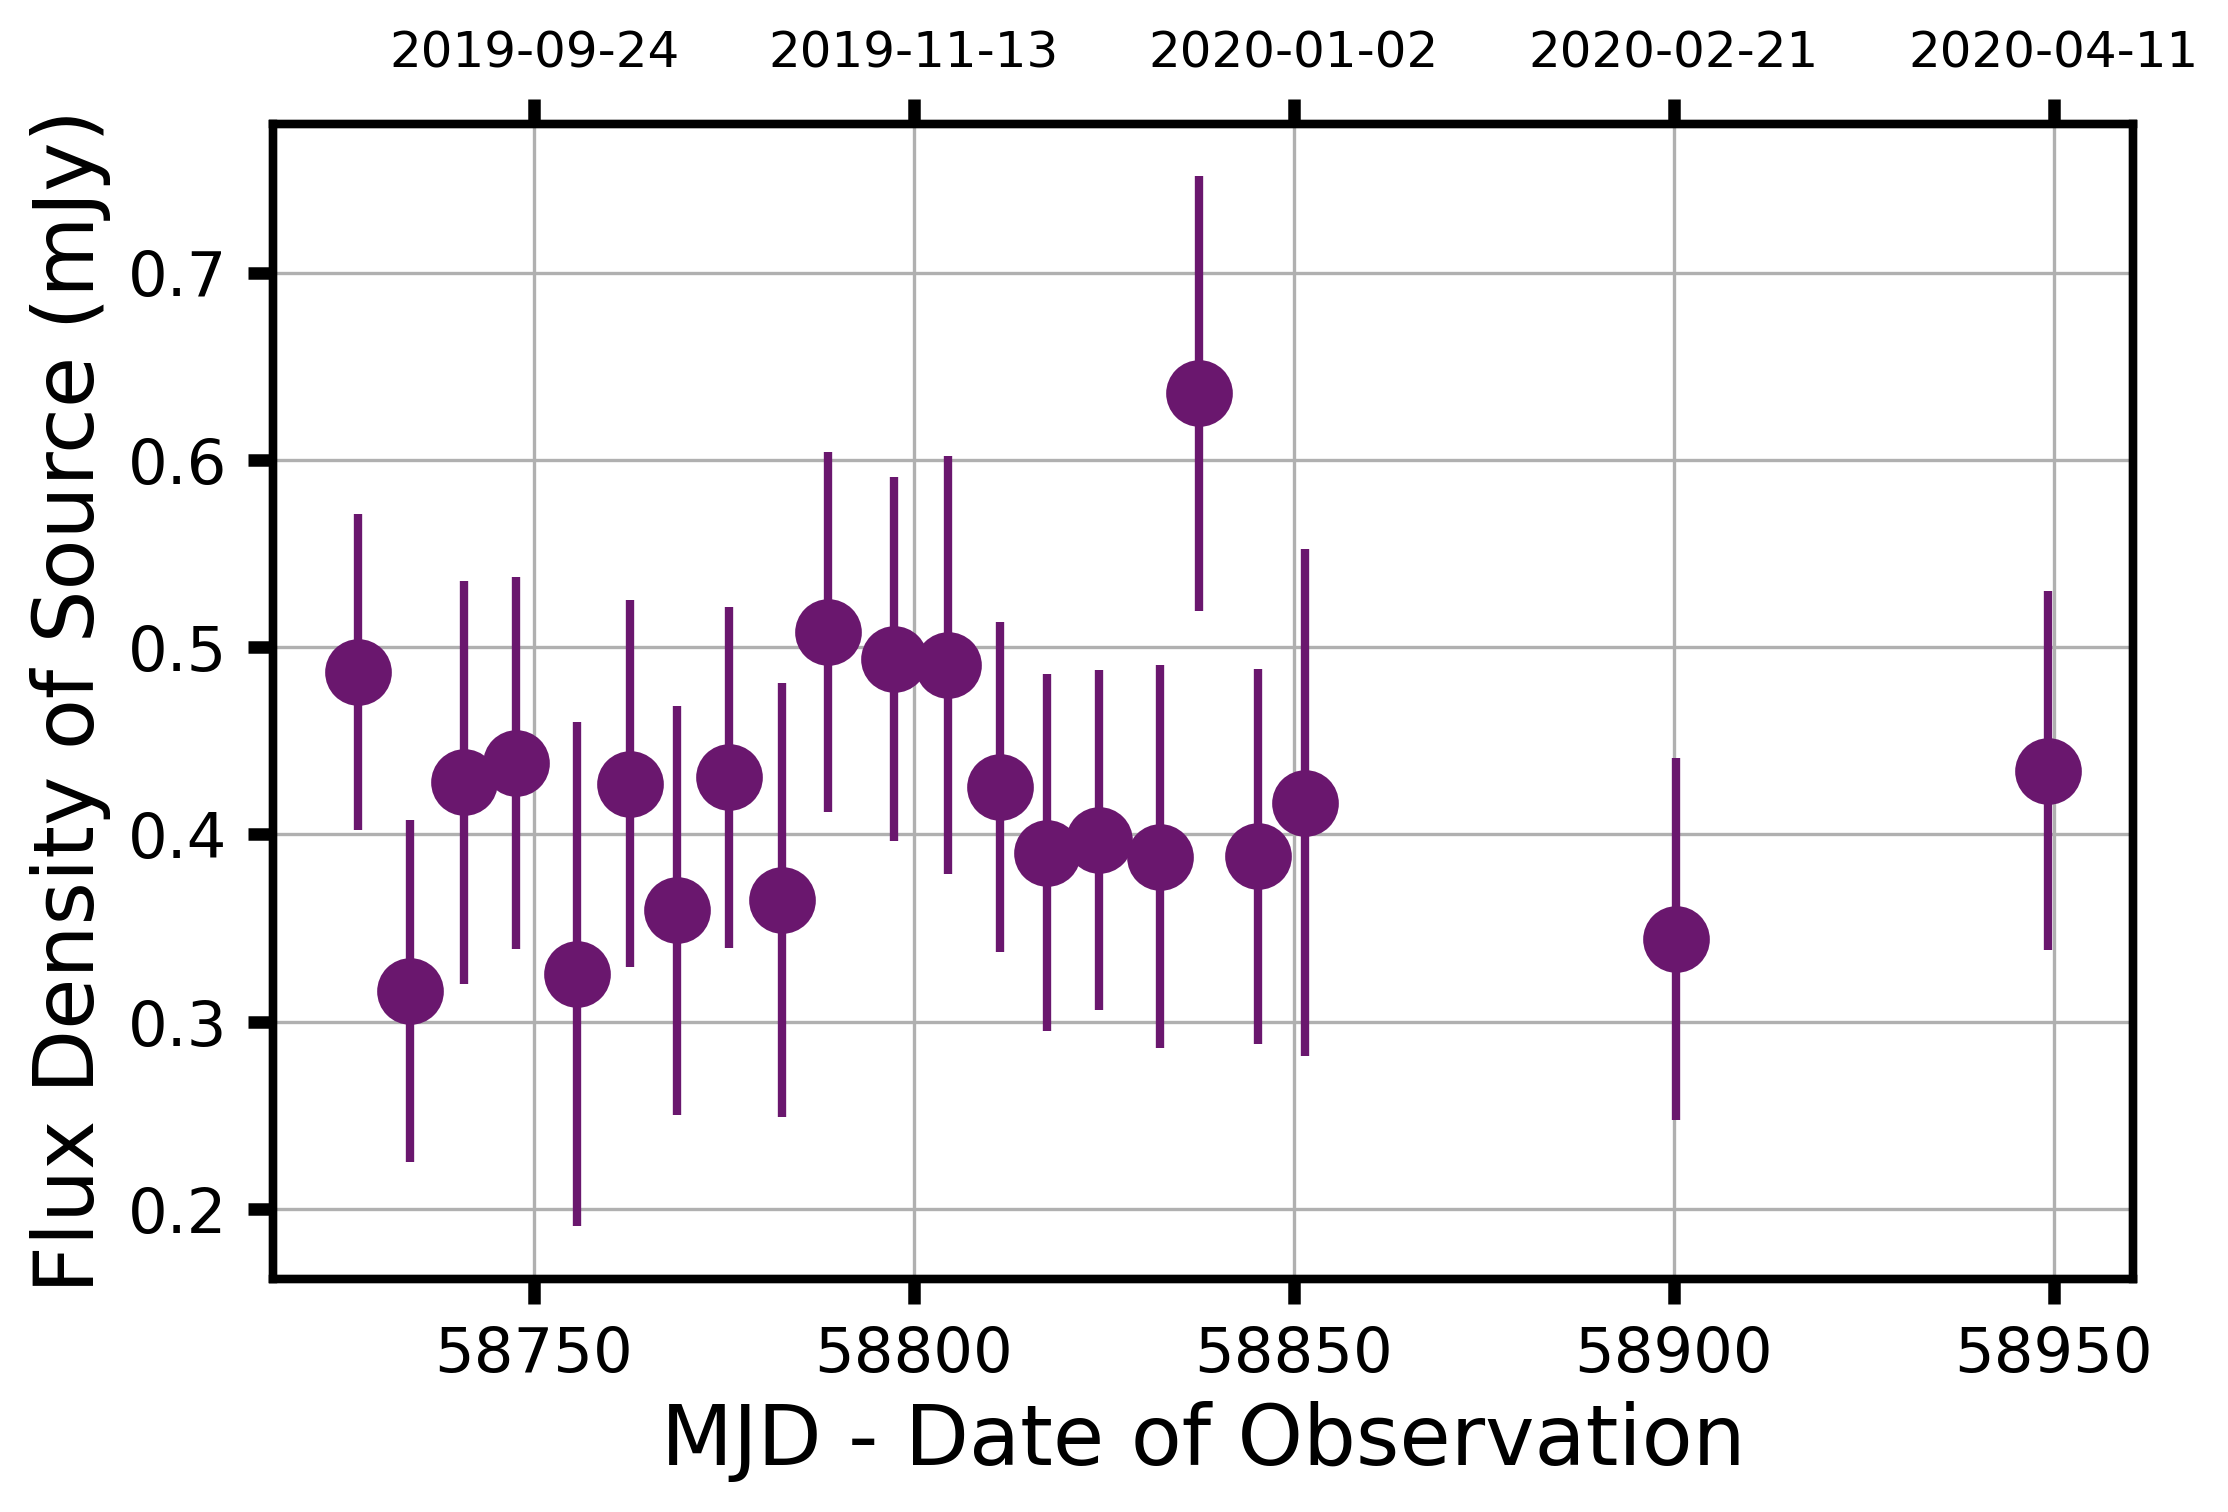 2019-09-24 2019-11-13 2020-01-02 2020-02-21 2020-04-11
Flux Density of Source (mJy)
0.7
0.6
0.5
0.4
0.3
0.2
58750 58800 58850 58900 58950
MJD - Date of Observation